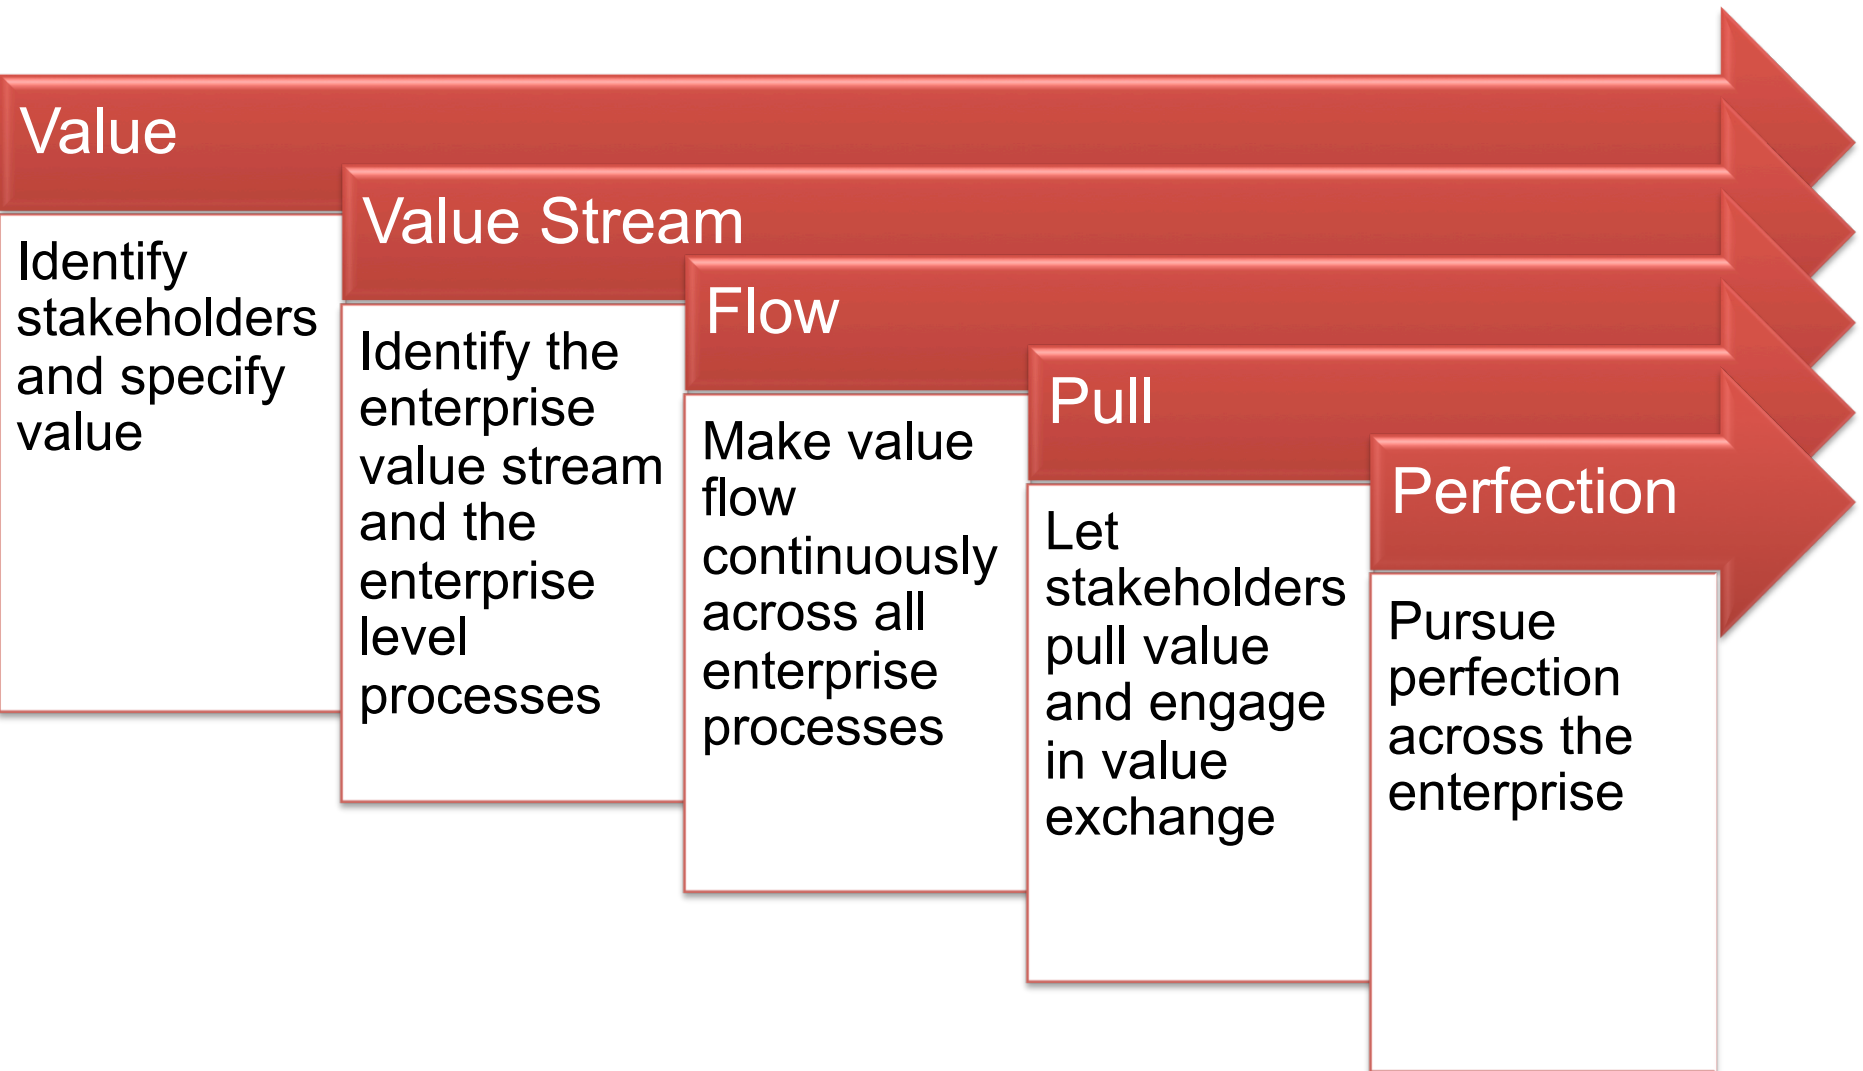 Value
Identify
stakeholders
and specify
value
Value Stream
Identify the
enterprise
value stream
and the
enterprise
level
processes
Flow
Make value
flow
continuously
across all
enterprise
processes
Pull
Let
stakeholders
pull value
and engage
in value
exchange
Perfection
Pursue
perfection
across the
enterprise